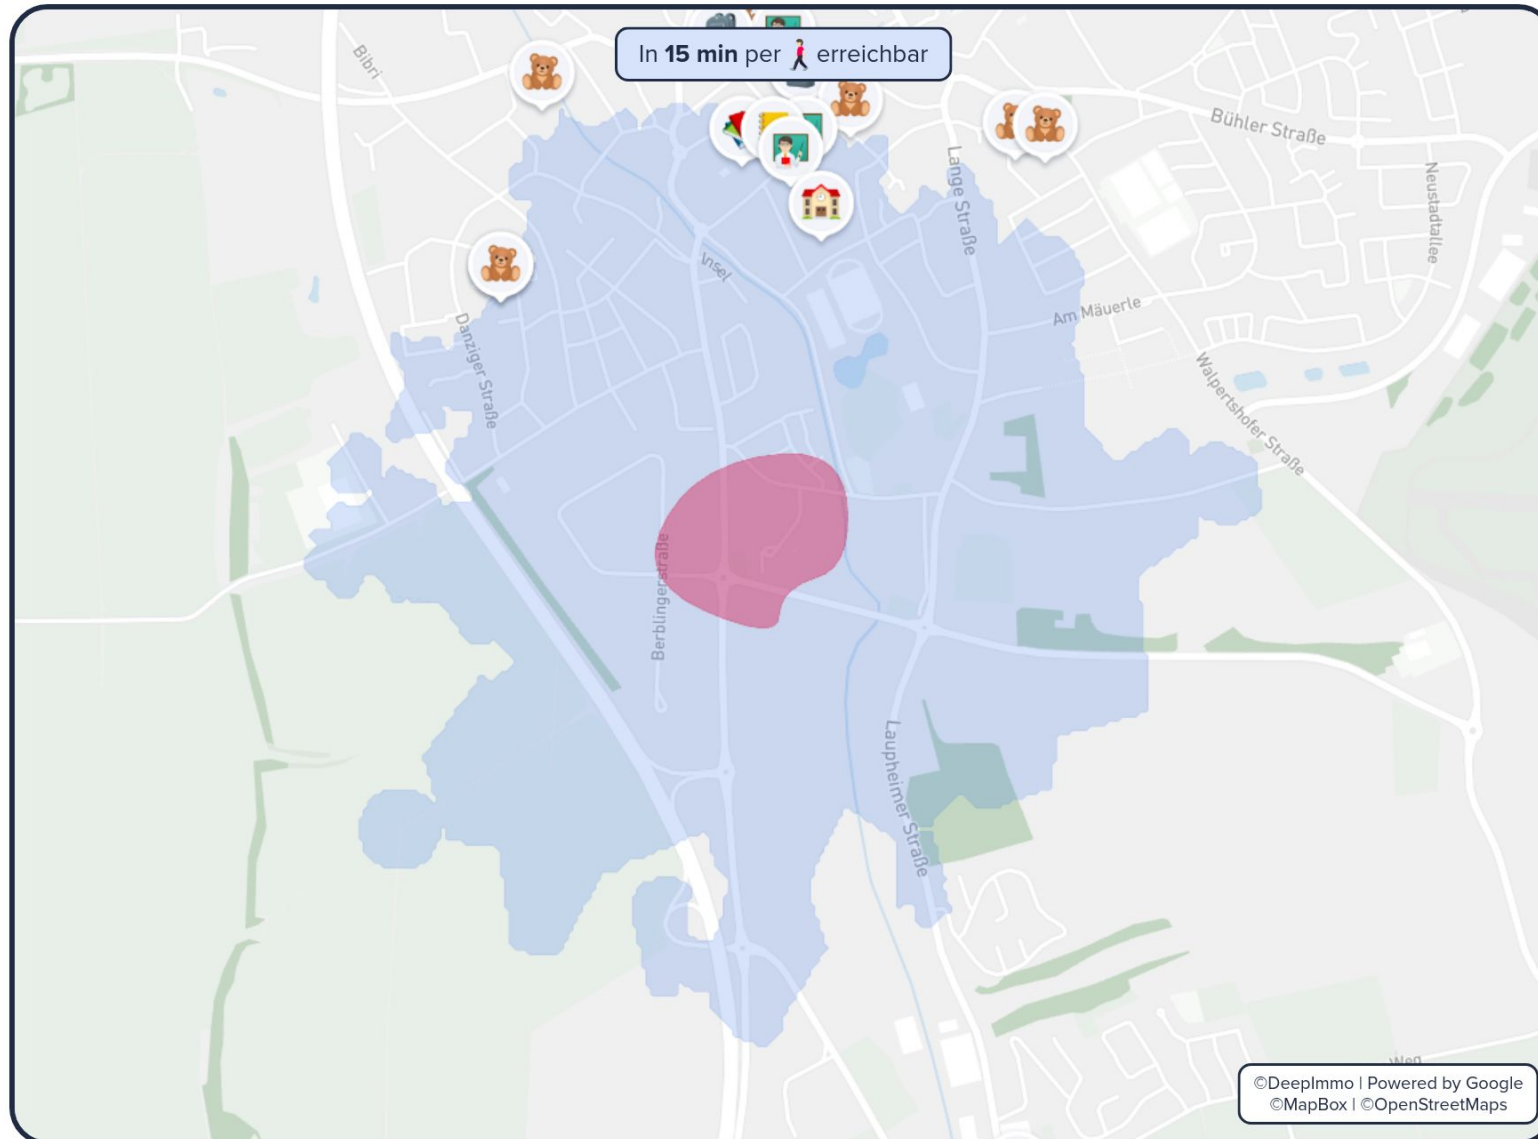 In 15 min per erreichbar
Bibri
Bühler Straße
Lange Straße
Neustadtallee
Insel
Am Mäuerle
Danziger Straße
Walpertshofer Straße
Berblingerstraße
Laupheimer Straße
Weg
©DeepImmo | Powered by Google
©MapBox | ©OpenStreetMaps